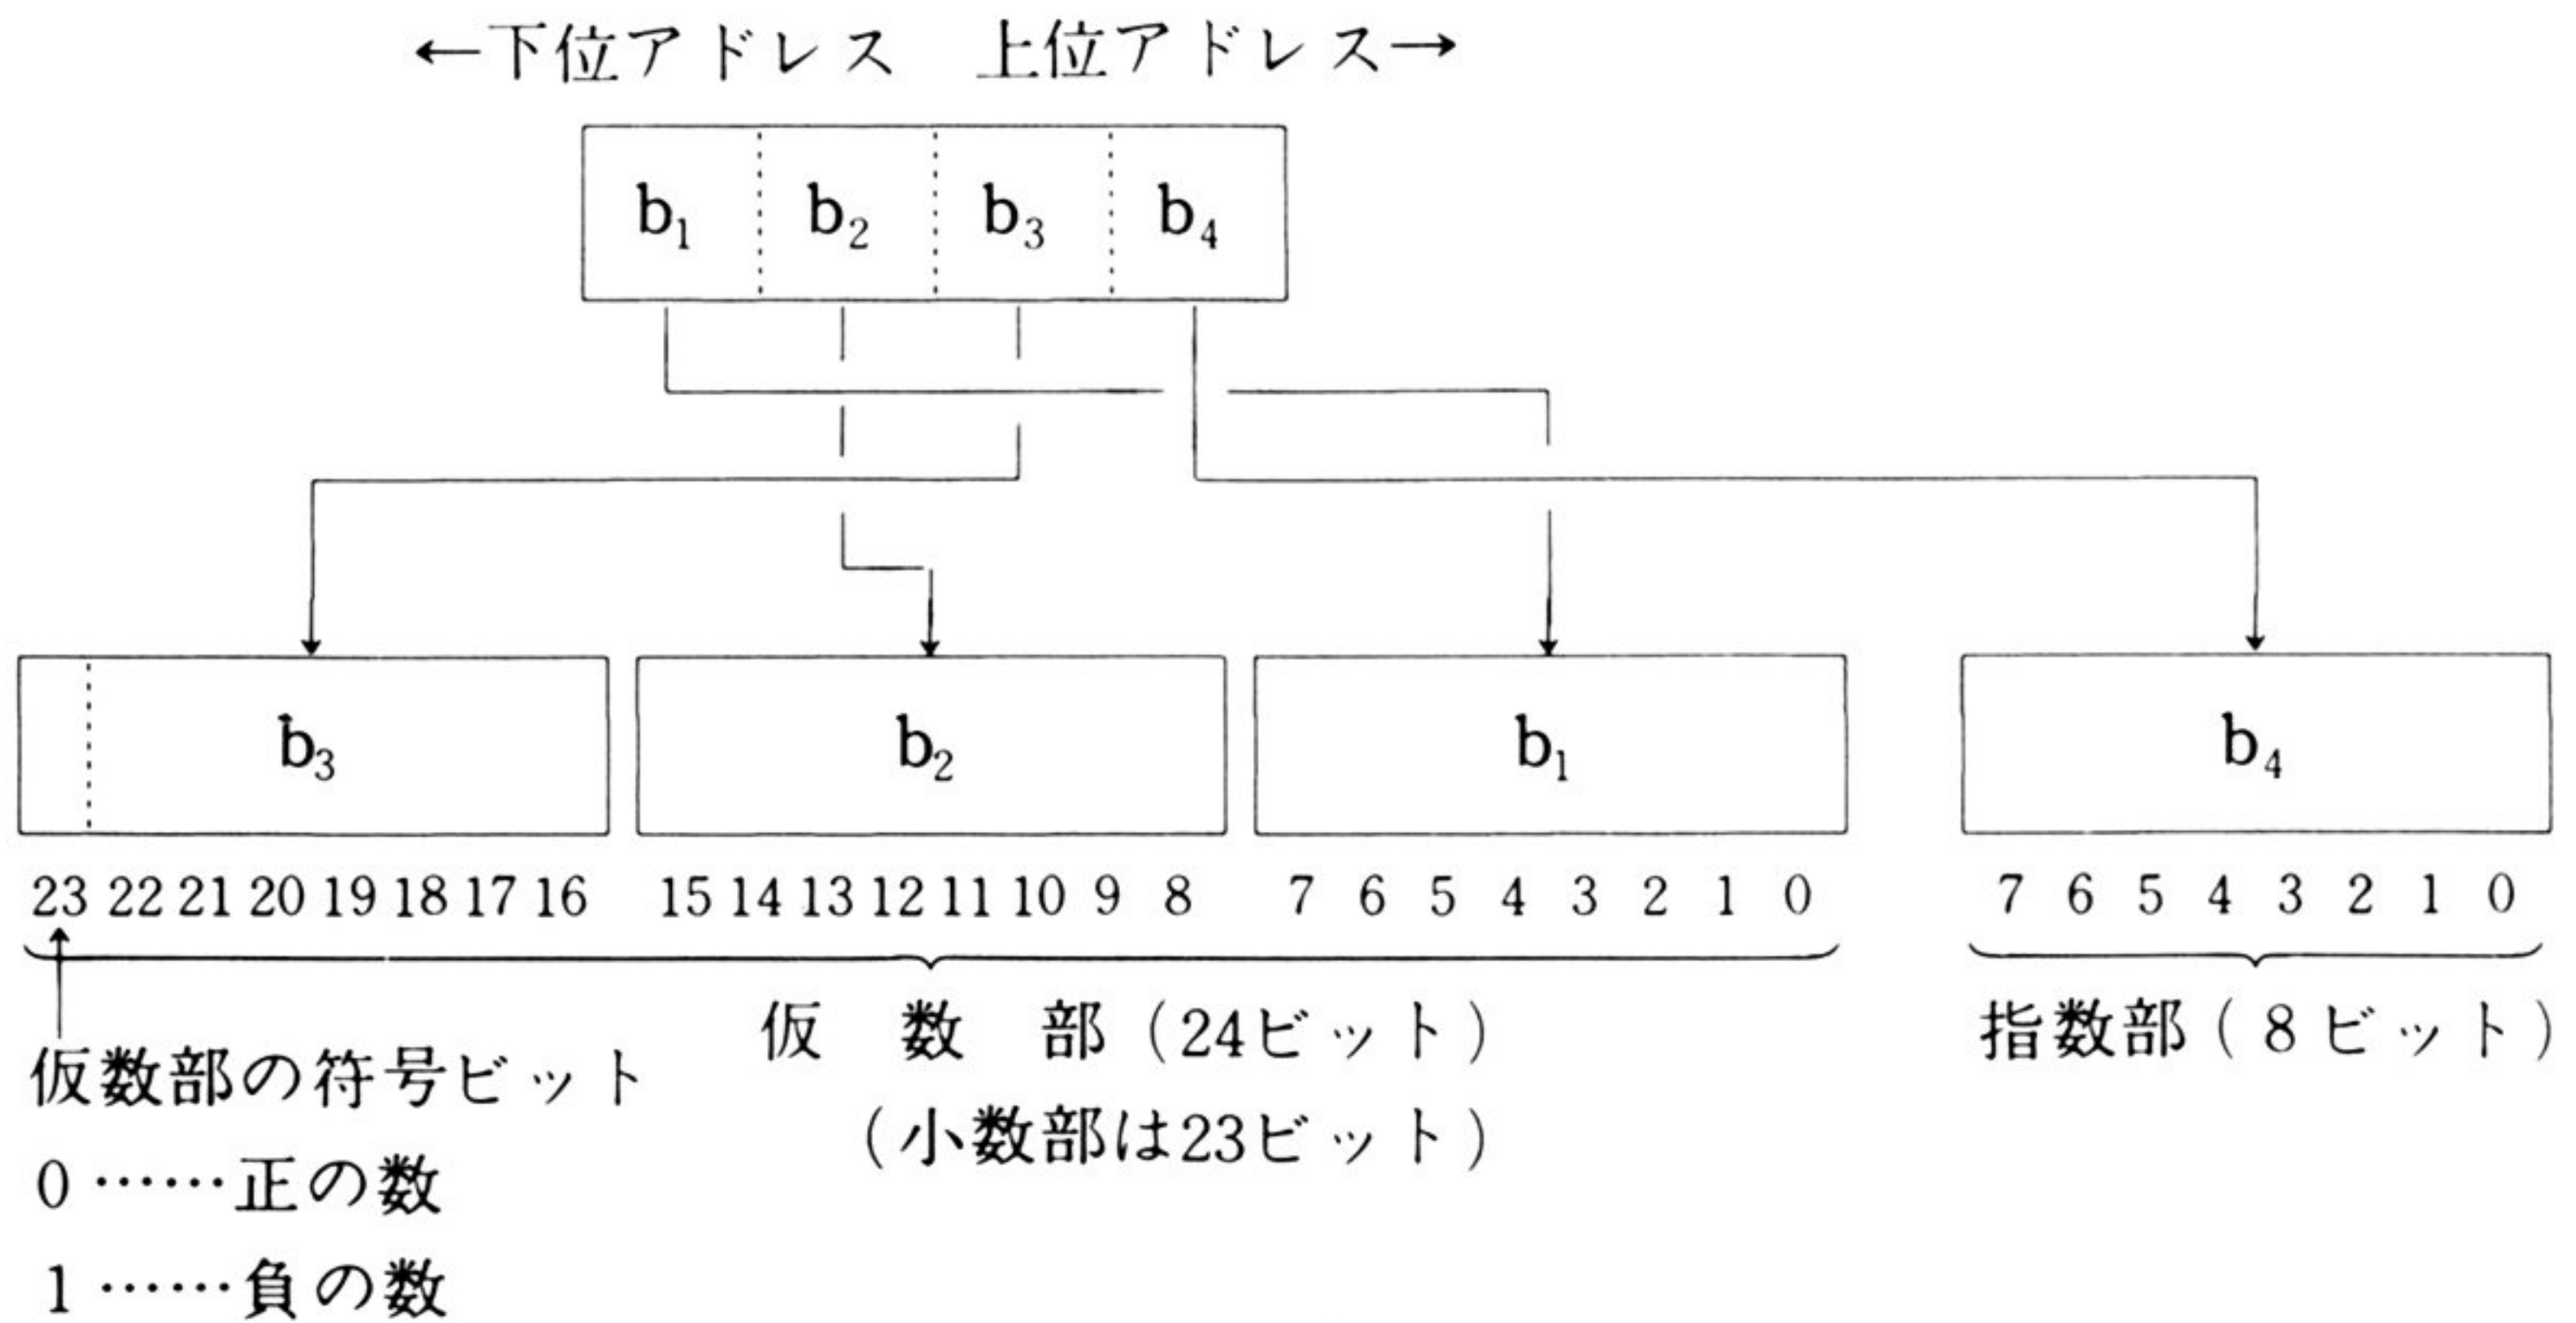 ←下位アドレス 上位アドレス→
b₁ b₂ b₃ b₄
b₃ b₂ b₁ b₄
23 22 21 20 19 18 17 16 15 14 13 12 11 10 9 8 7 6 5 4 3 2 1 0 7 6 5 4 3 2 1 0
仮数部(24ビット) 指数部(8ビット)
仮数部の符号ビット
(小数部は23ビット)
0……正の数
1……負の数